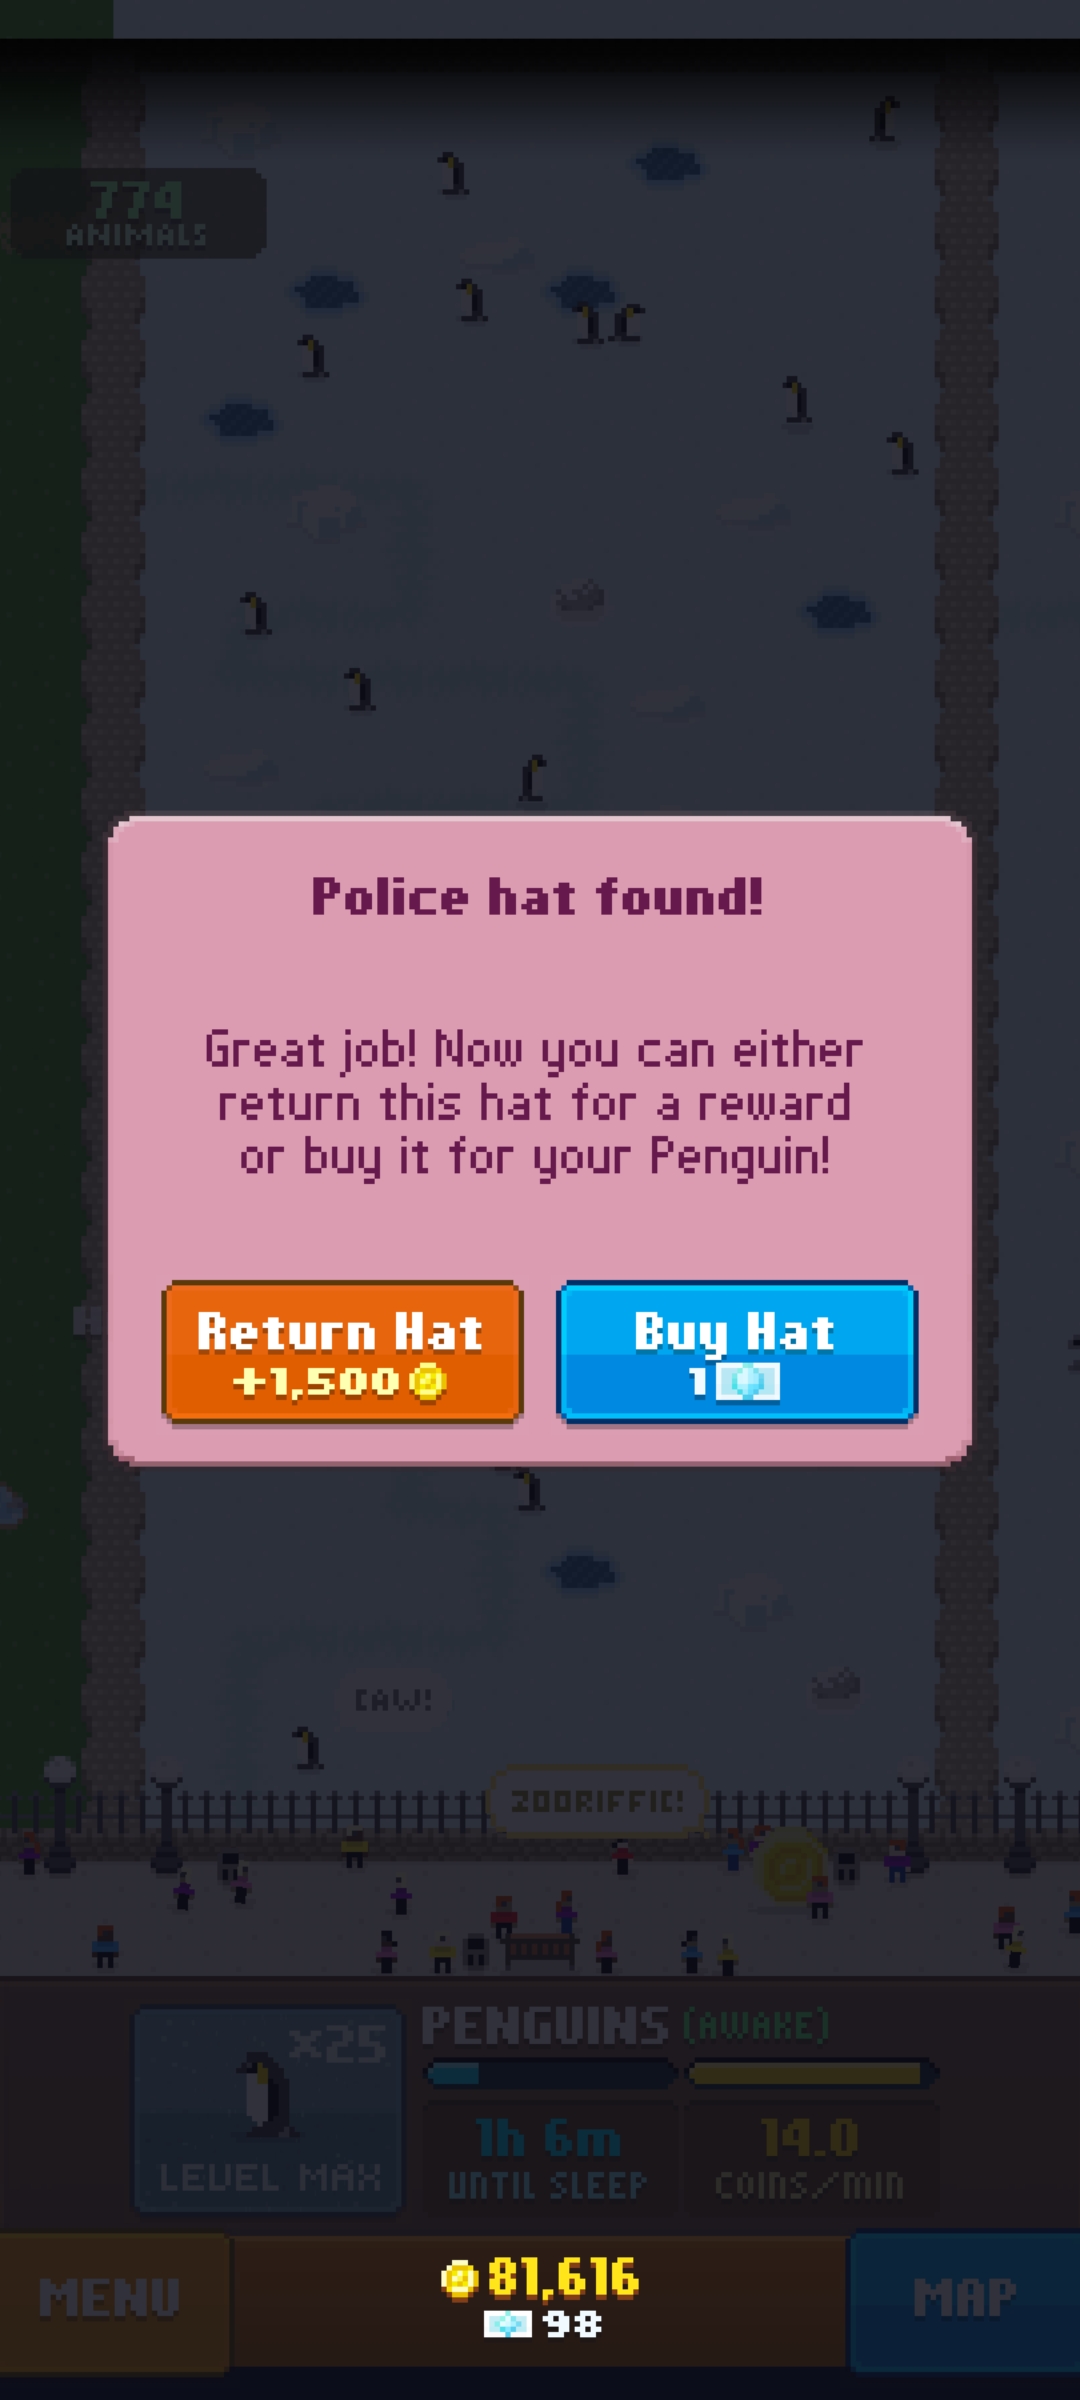 774
ANIMALS
Police hat found!
Great job! Now you can either
return this hat for a reward
or buy it for your Penguin!
Return Hat
+1,500
Buy Hat
1
CAW!
ZOORIFFIC!
x25
LEVEL MAX
PENGUINS (AWAKE)
1h 6m
UNTIL SLEEP
14.0
COINS/MIN
MENU
81,616
98
MAP